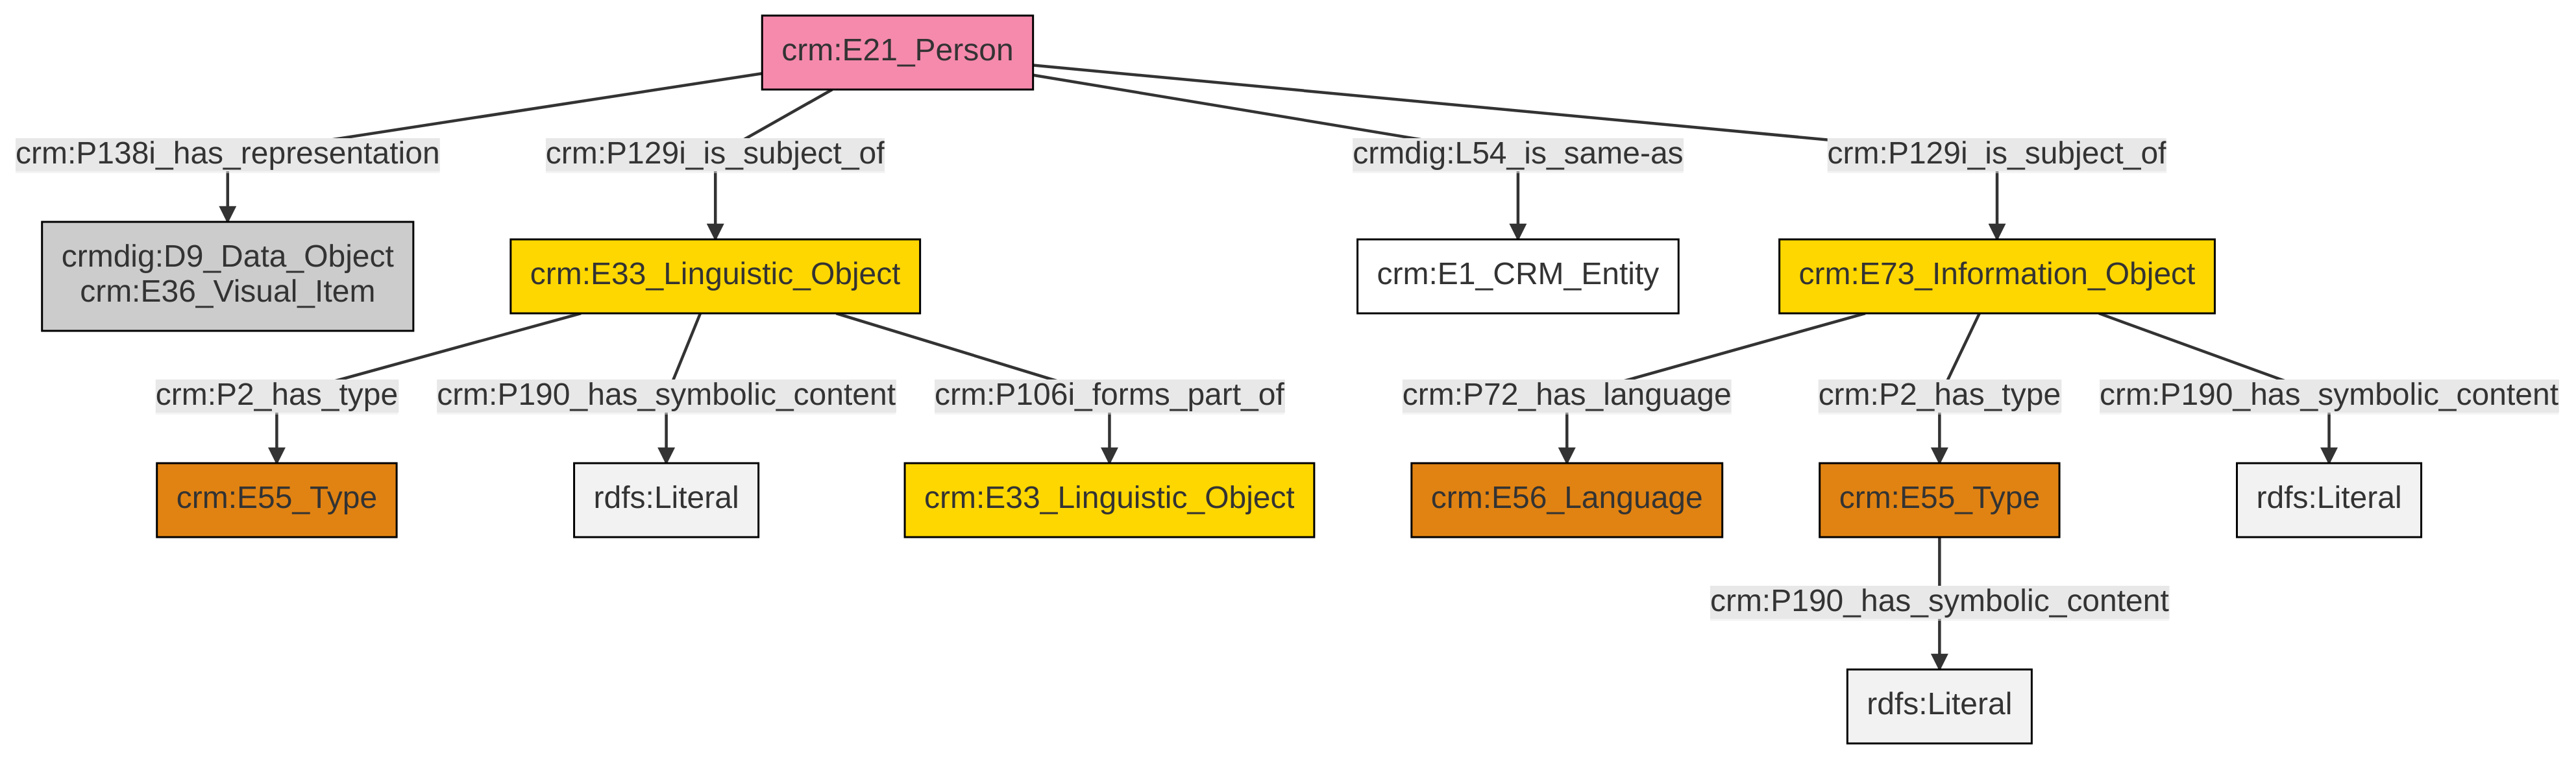 crm:E21_Person
crm:P138i_has_representation
crm:P129i_is_subject_of
crmdig:L54_is_same-as
crm:P129i_is_subject_of
crmdig:D9_Data_Object
crm:E36_Visual_Item
crm:E33_Linguistic_Object
crm:E1_CRM_Entity
crm:E73_Information_Object
crm:P2_has_type
crm:P190_has_symbolic_content
crm:P106i_forms_part_of
crm:P72_has_language
crm:P2_has_type
crm:P190_has_symbolic_content
crm:E55_Type
rdfs:Literal
crm:E33_Linguistic_Object
crm:E56_Language
crm:E55_Type
rdfs:Literal
crm:P190_has_symbolic_content
rdfs:Literal